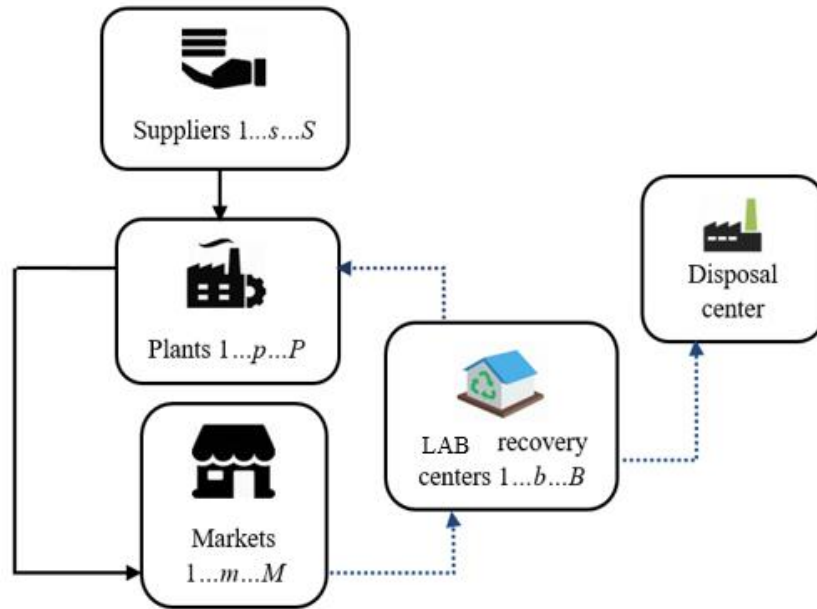 Suppliers 1...s...S
Plants 1...p...P
Markets
1...m...M
LAB recovery
centers 1...b...B
Disposal
center